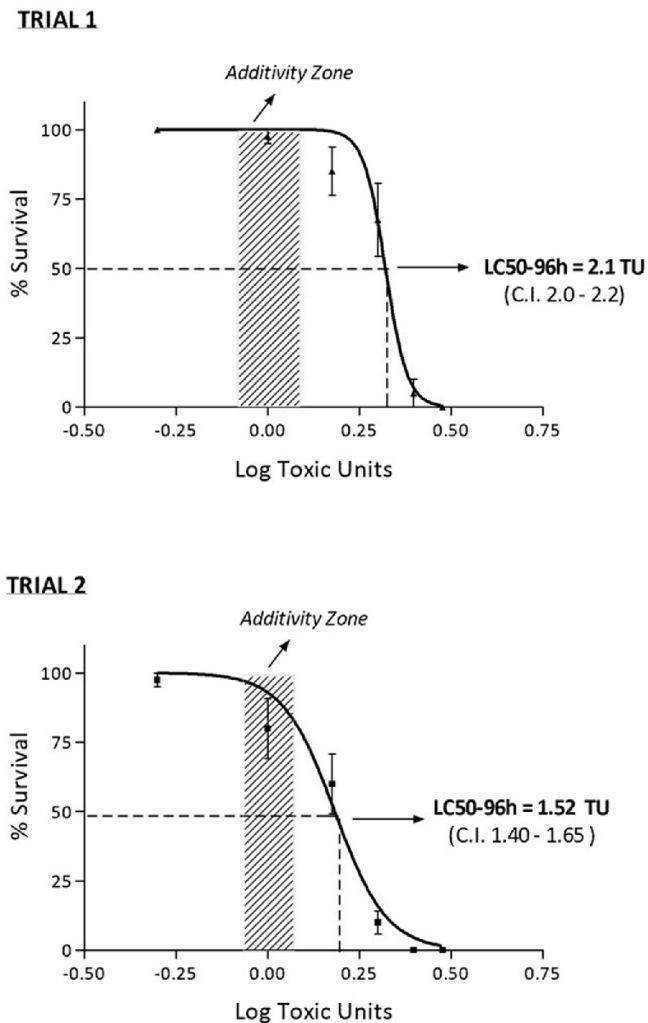 TRIAL 1
Additivity Zone
100
75
50
25
0
% Survival
LC50-96h = 2.1 TU
(C.I. 2.0 - 2.2)
-0.50 -0.25 0.00 0.25 0.50 0.75
Log Toxic Units
TRIAL 2
Additivity Zone
100
75
50
25
0
% Survival
LC50-96h = 1.52 TU
(C.I. 1.40 - 1.65 )
-0.50 -0.25 0.00 0.25 0.50 0.75
Log Toxic Units